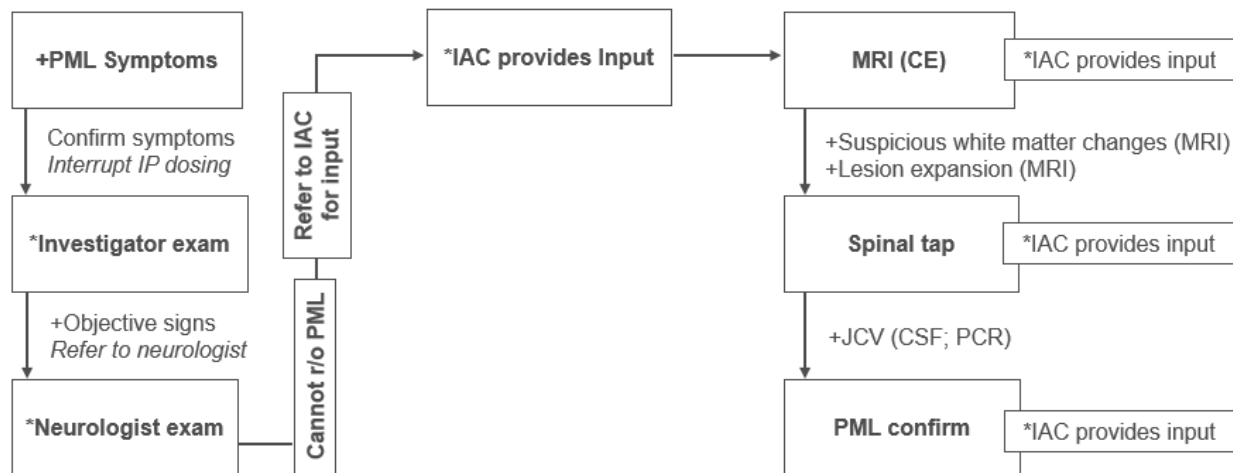 +PML Symptoms
Confirm symptoms
Interrupt IP dosing
*Investigator exam
+Objective signs
Refer to neurologist
*Neurologist exam
Cannot r/o PML
Refer to IAC
for input
*IAC provides Input
MRI (CE)
*IAC provides input
+Suspicious white matter changes (MRI)
+Lesion expansion (MRI)
Spinal tap
*IAC provides input
+JCV (CSF; PCR)
PML confirm
*IAC provides input